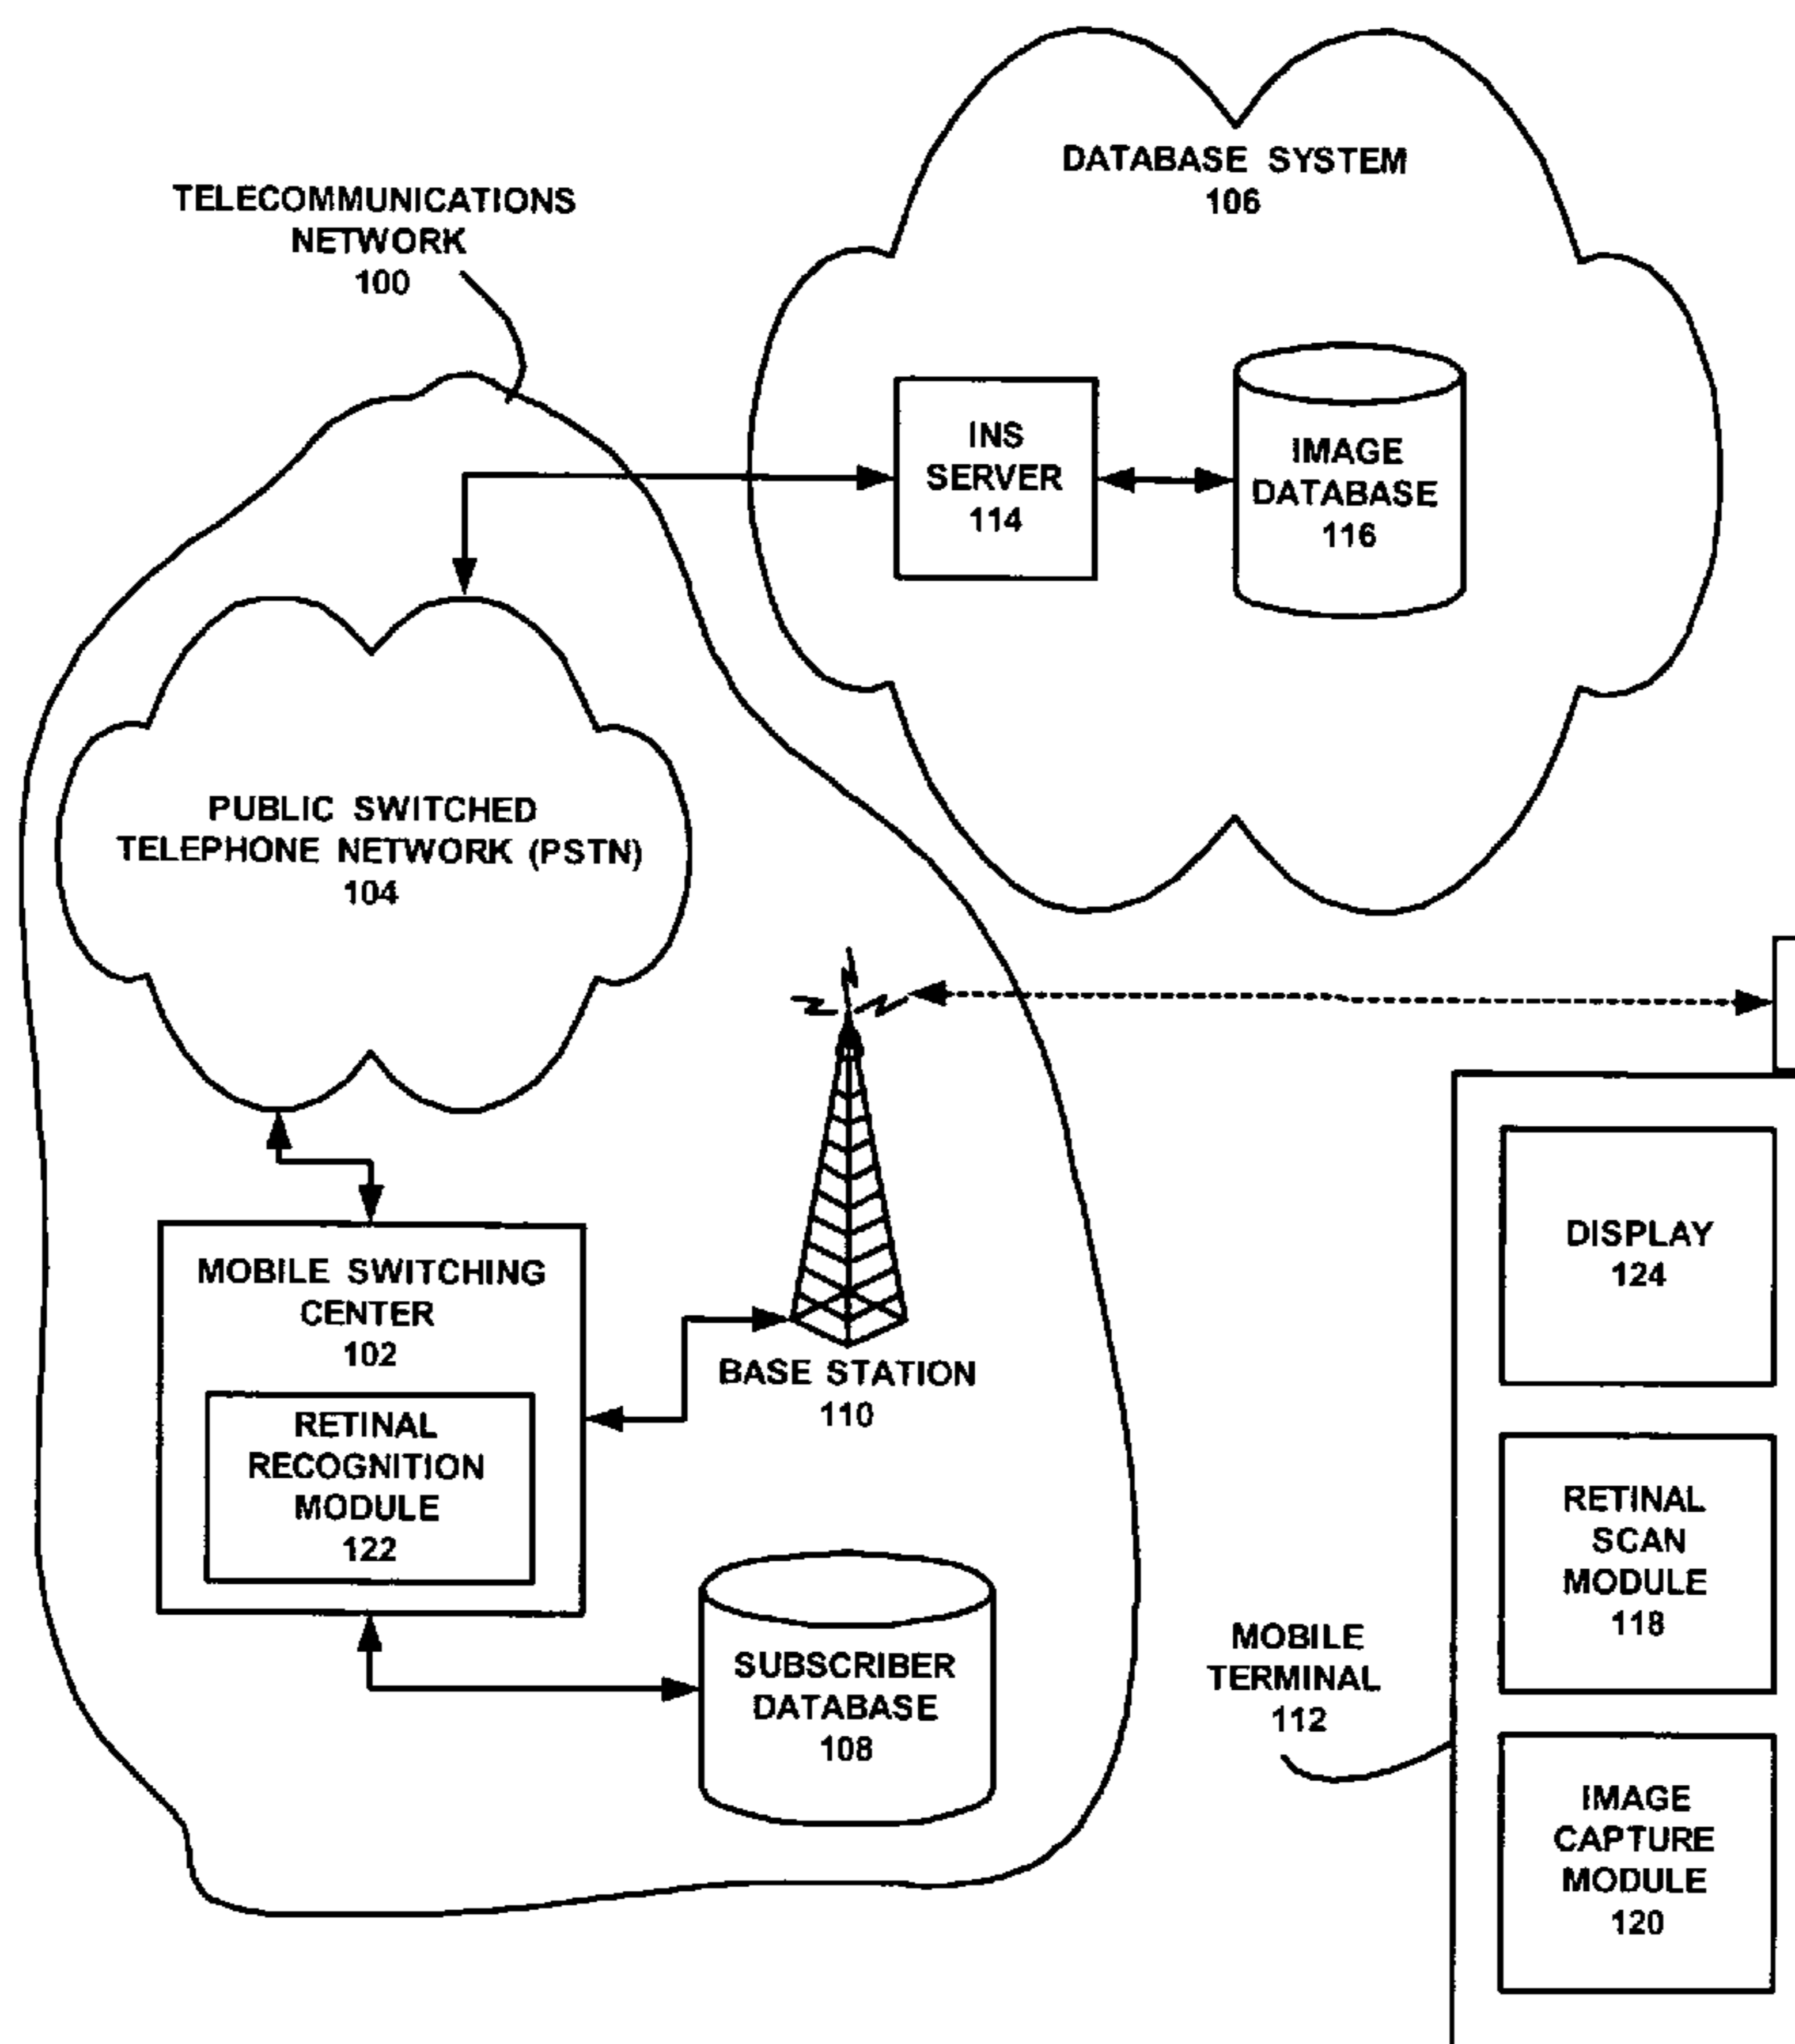 DATABASE SYSTEM
106
TELECOMMUNICATIONS
NETWORK
100
INS
SERVER
114
IMAGE
DATABASE
116
PUBLIC SWITCHED
TELEPHONE NETWORK (PSTN)
104
MOBILE SWITCHING
CENTER
102
RETINAL
RECOGNITION
MODULE
122
BASE STATION
110
SUBSCRIBER
DATABASE
108
MOBILE
TERMINAL
112
DISPLAY
124
RETINAL
SCAN
MODULE
118
IMAGE
CAPTURE
MODULE
120